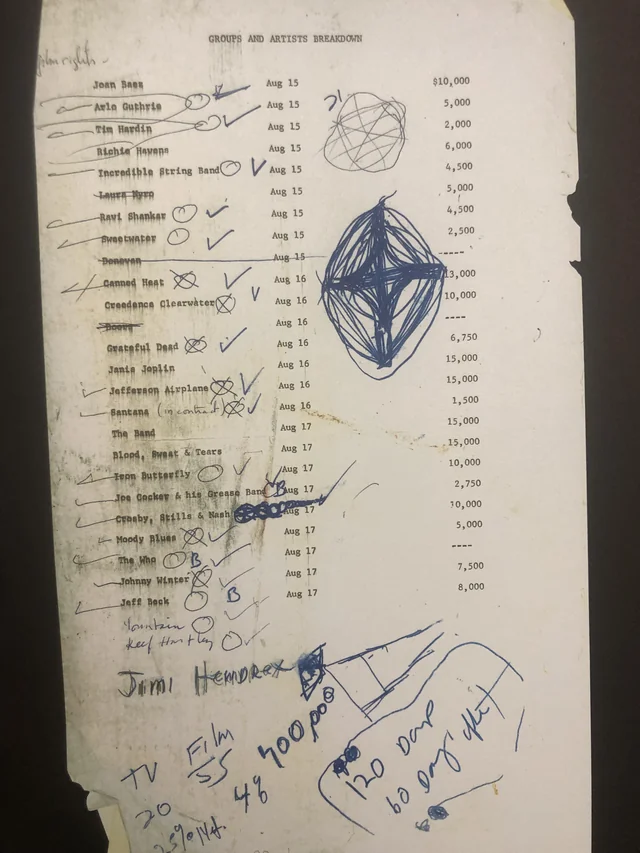 GROUPS AND ARTISTS BREAKDOWN
Joan Baez Aug 15 $10,000
Arlo Guthrie Aug 15 5,000
Tim Hardin Aug 15 2,000
Richie Havens Aug 15 6,000
Incredible String Band Aug 15 4,500
Laura Nyro Aug 15 5,000
Ravi Shankar Aug 15 4,500
Sweetwater Aug 15 2,500
Donovan Aug 15 -----
Canned Heat Aug 16 13,000
Creedence Clearwater Aug 16 10,000
Doors Aug 16 ----
Grateful Dead Aug 16 6,750
Janis Joplin Aug 16 15,000
Jefferson Airplane Aug 16 15,000
Santana (in contract) Aug 16 1,500
The Band Aug 17 15,000
Blood, Sweat & Tears Aug 17 15,000
Iron Butterfly Aug 17 10,000
Joe Cocker & his Grease Band B Aug 17 2,750
Crosby, Stills & Nash Aug 17 10,000
Moody Blues Aug 17 5,000
The Who B Aug 17 ----
Johnny Winter Aug 17 7,500
Jeff Beck B Aug 17 8,000
Mountain
Keef Hartley
Jimi Hendrex
TV Film 400,000
20 55 4%
120 Days
60 Days